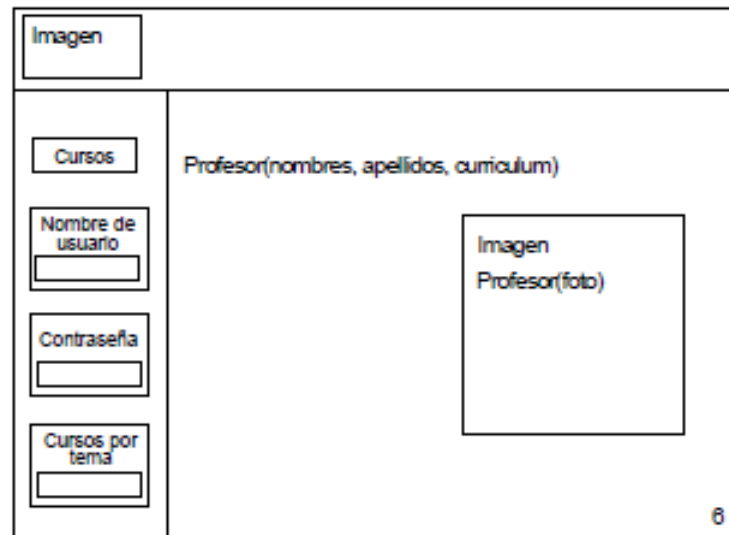 Imagen
Cursos
Profesor(nombres, apellidos, curriculum)
Nombre de
usuario
Imagen
Profesor(foto)
Contraseña
Cursos por
tema
6